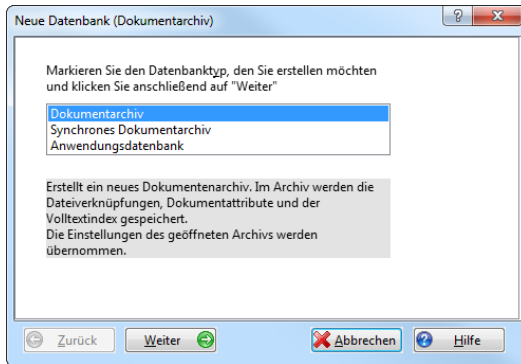 Neue Datenbank (Dokumentarchiv)
Markieren Sie den Datenbanktyp, den Sie erstellen möchten
und klicken Sie anschließend auf "Weiter"
Dokumentarchiv
Synchrones Dokumentarchiv
Anwendungsdatenbank
Erstellt ein neues Dokumentenarchiv. Im Archiv werden die
Dateiverknüpfungen, Dokumentattribute und der
Volltextindex gespeichert.
Die Einstellungen des geöffneten Archivs werden
übernommen.
Zurück Weiter Abbrechen Hilfe